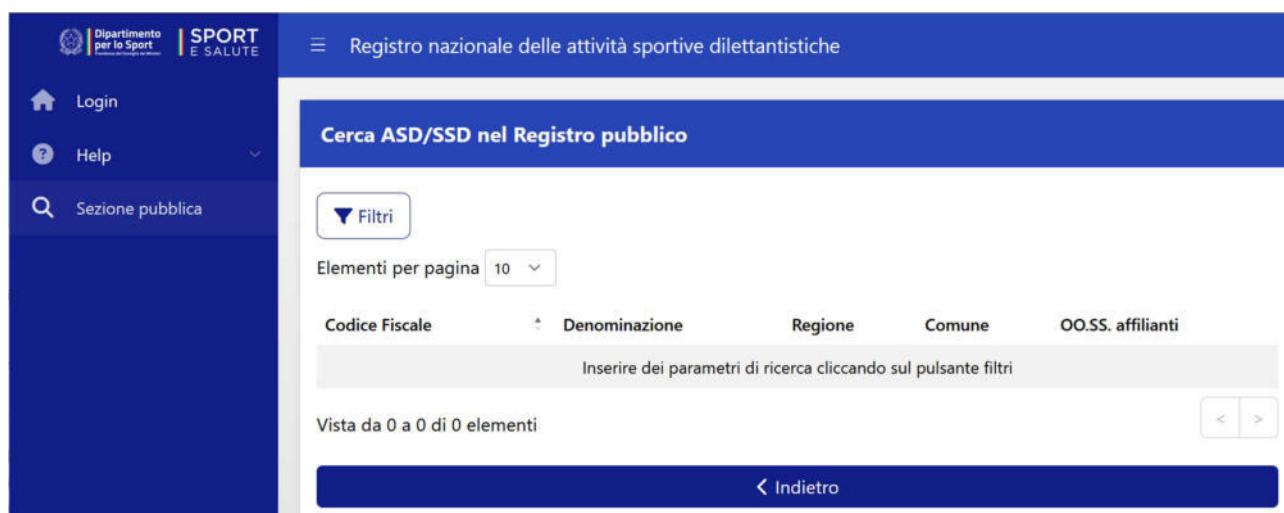 Dipartimento
per lo Sport
SPORT
E SALUTE
Registro nazionale delle attività sportive dilettantistiche
Login
Help
Sezione pubblica
Cerca ASD/SSD nel Registro pubblico
Filtri
Elementi per pagina 10
Codice Fiscale Denominazione Regione Comune OO.SS. affilianti
Inserire dei parametri di ricerca cliccando sul pulsante filtri
Vista da 0 a 0 di 0 elementi
< >
Indietro